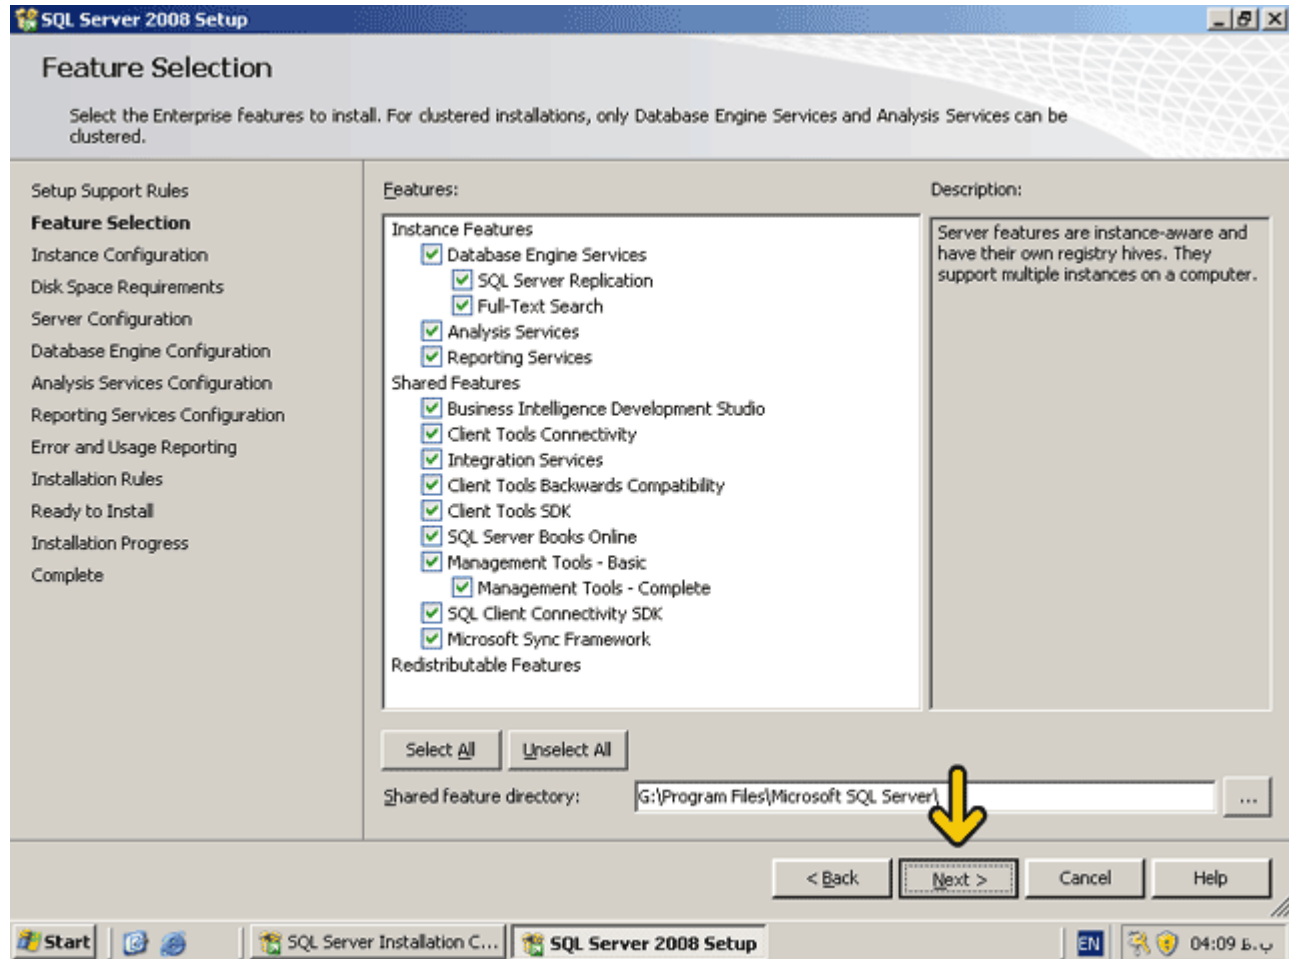 SQL Server 2008 Setup
Feature Selection
Select the Enterprise features to install. For clustered installations, only Database Engine Services and Analysis Services can be
clustered.
Setup Support Rules
Feature Selection
Instance Configuration
Disk Space Requirements
Server Configuration
Database Engine Configuration
Analysis Services Configuration
Reporting Services Configuration
Error and Usage Reporting
Installation Rules
Ready to Install
Installation Progress
Complete
Features:
Instance Features
Database Engine Services
SQL Server Replication
Full-Text Search
Analysis Services
Reporting Services
Shared Features
Business Intelligence Development Studio
Client Tools Connectivity
Integration Services
Client Tools Backwards Compatibility
Client Tools SDK
SQL Server Books Online
Management Tools - Basic
Management Tools - Complete
SQL Client Connectivity SDK
Microsoft Sync Framework
Redistributable Features
Description:
Server features are instance-aware and
have their own registry hives. They
support multiple instances on a computer.
Select All
Unselect All
Shared feature directory:
G:\Program Files\Microsoft SQL Server\
...
< Back
Next >
Cancel
Help
Start
SQL Server Installation C...
SQL Server 2008 Setup
EN
04:09 ب.ظ